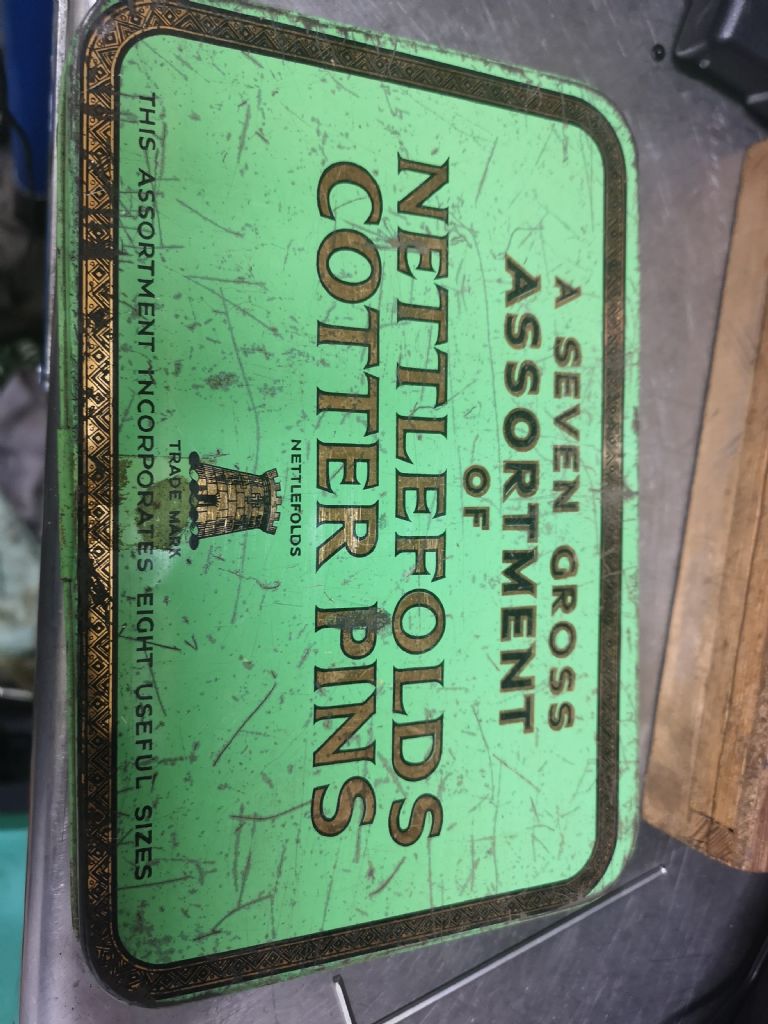 A SEVEN GROSS
ASSORTMENT
OF
NETTLEFOLDS
COTTER PINS
NETTLEFOLDS
TRADE MARK
THIS ASSORTMENT INCORPORATES EIGHT USEFUL SIZES